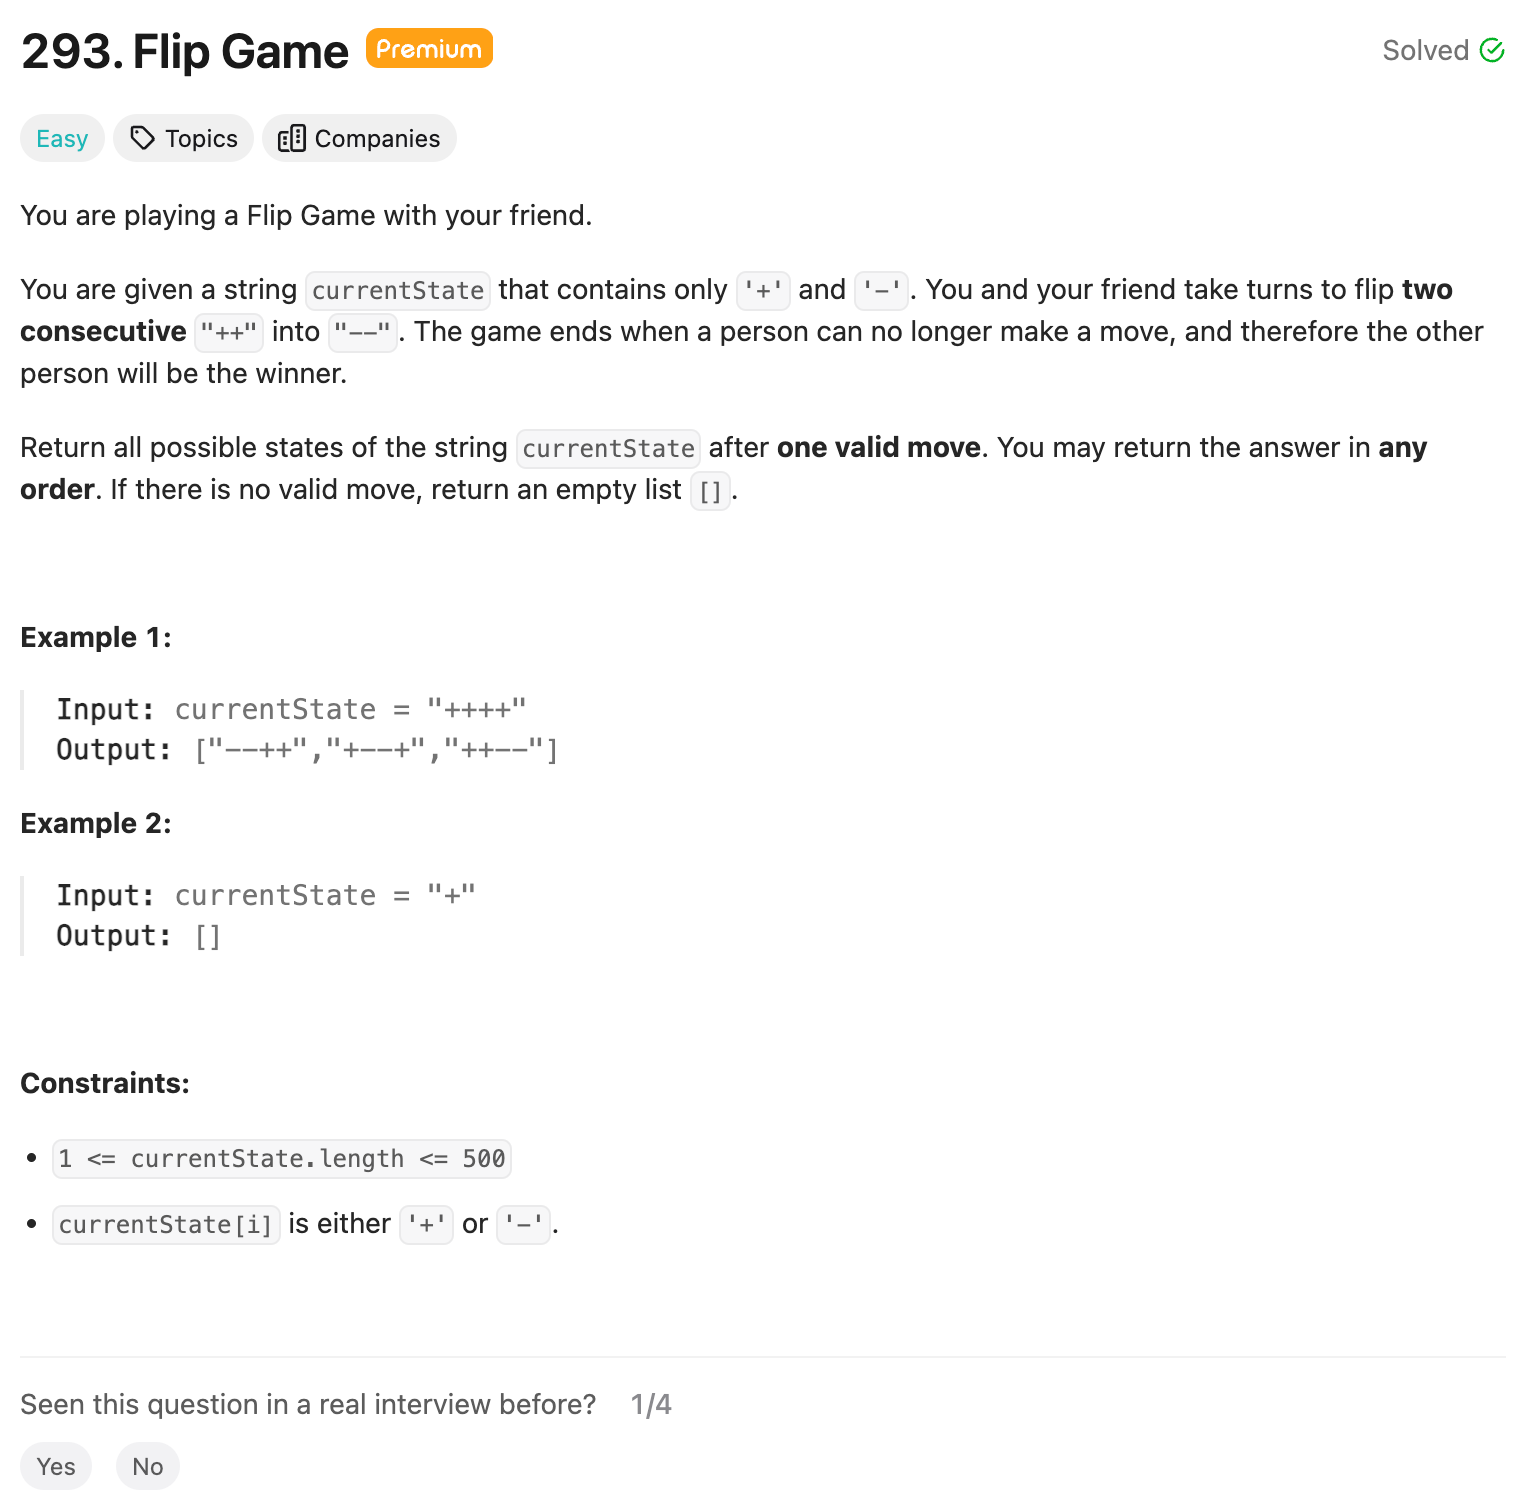 293. Flip Game Premium Solved
Easy Topics Companies
You are playing a Flip Game with your friend.
You are given a string currentState that contains only '+' and '-'. You and your friend take turns to flip two
consecutive "++" into "--". The game ends when a person can no longer make a move, and therefore the other
person will be the winner.
Return all possible states of the string currentState after one valid move. You may return the answer in any
order. If there is no valid move, return an empty list [].
Example 1:
Input: currentState = "++++"
Output: ["--++","+--+","++--"]
Example 2:
Input: currentState = "+"
Output: []
Constraints:
• 1 <= currentState.length <= 500
• currentState[i] is either '+' or '-'.
Seen this question in a real interview before? 1/4
Yes No